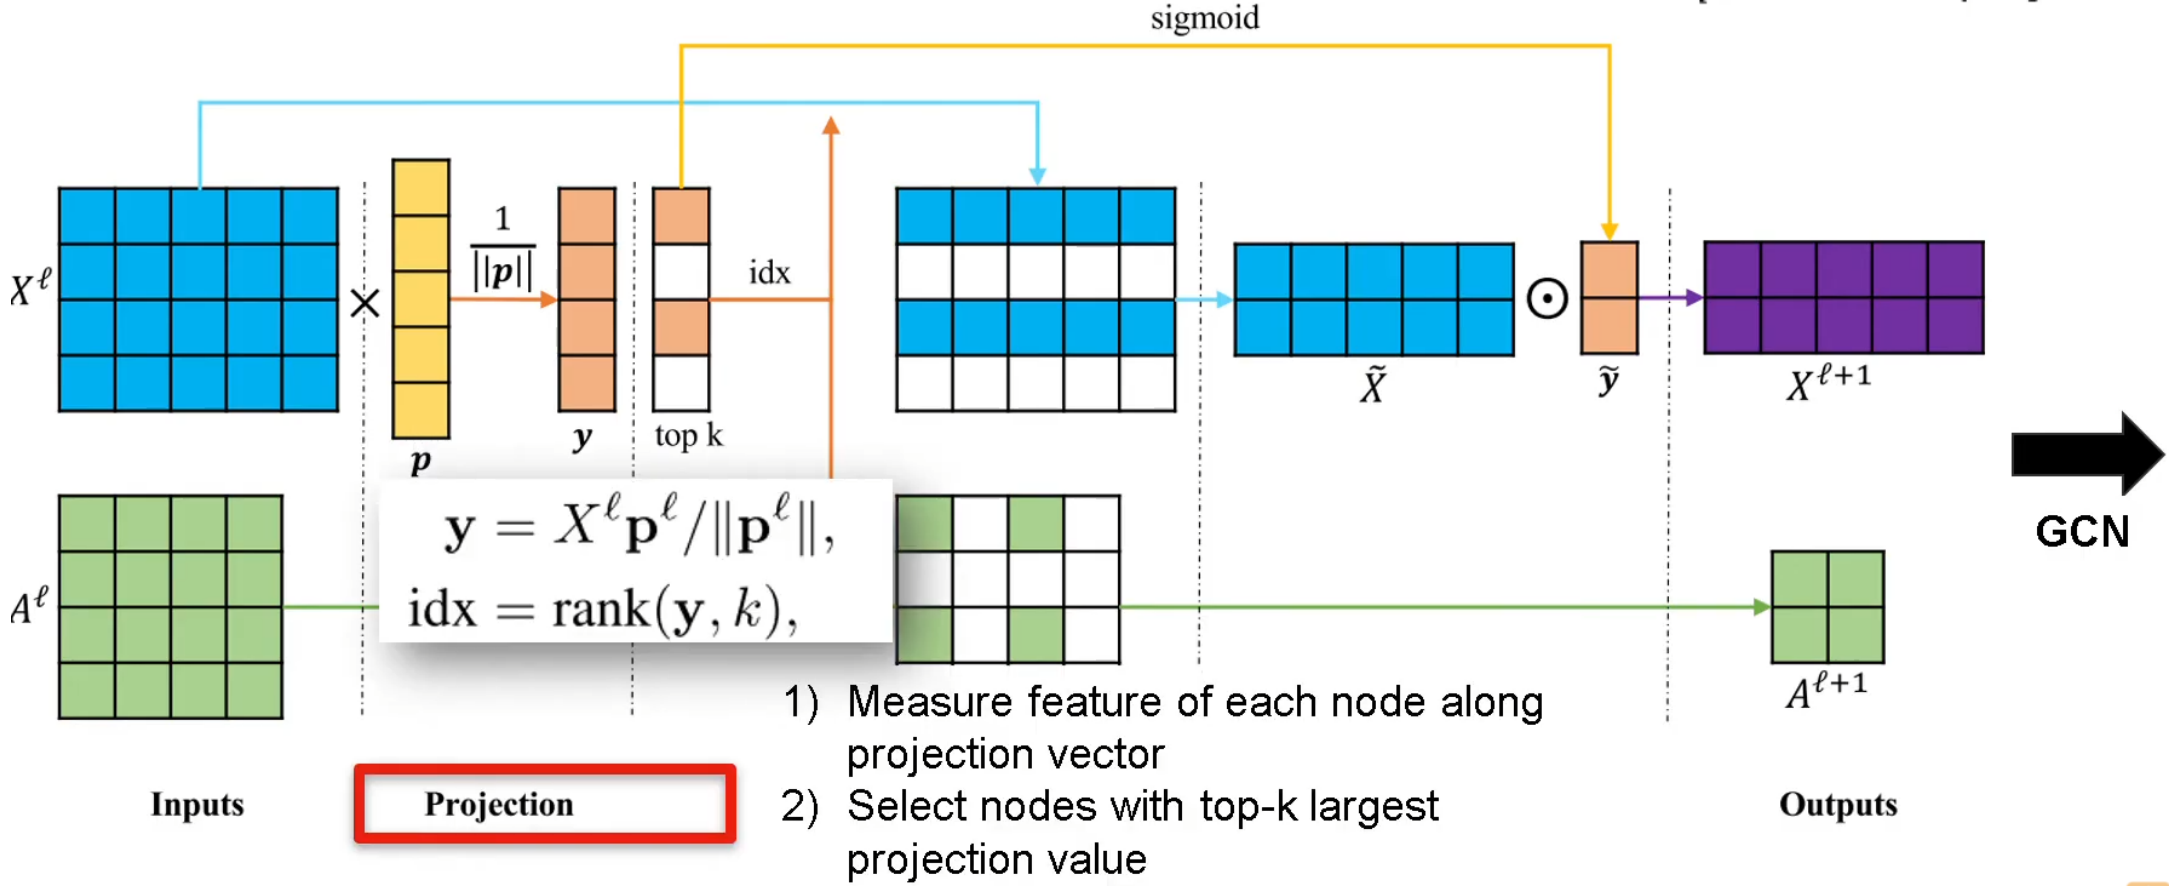 sigmoid
1
||p||
idx
X^ℓ
×
⊙
p
y
top k
X̃
ỹ
X^{ℓ+1}
y = X^ℓ p^ℓ / ‖p^ℓ‖,
idx = rank(y, k),
A^ℓ
GCN
A^{ℓ+1}
1) Measure feature of each node along
projection vector
2) Select nodes with top-k largest
projection value
Inputs
Projection
Outputs